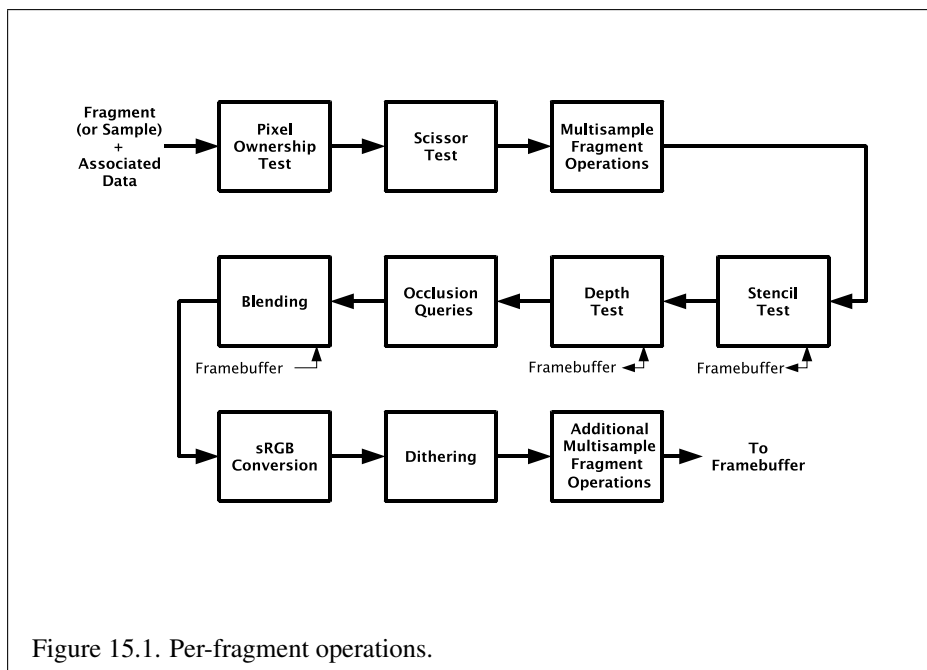 Fragment
(or Sample)
+
Associated
Data
Pixel
Ownership
Test
Scissor
Test
Multisample
Fragment
Operations
Blending
Occlusion
Queries
Depth
Test
Stencil
Test
Framebuffer
Framebuffer
Framebuffer
sRGB
Conversion
Dithering
Additional
Multisample
Fragment
Operations
To
Framebuffer
Figure 15.1. Per-fragment operations.